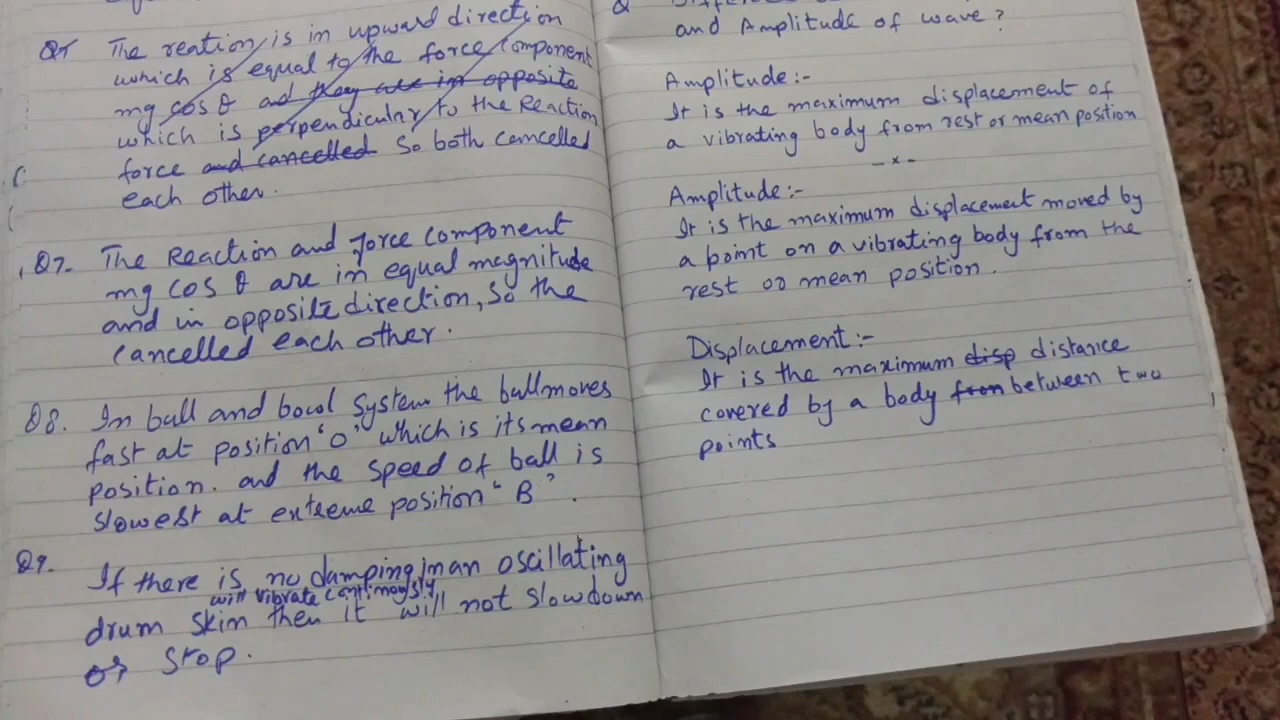 Q7 The reation is in upward direction
which is equal to the force component
mg cos θ ad they are in opposite
which is perpendicular to the Reaction
force and cancelled so both cancelled
each other.
Q7. The Reaction and force component
mg cos θ are in equal magnitude
and in opposite direction, so the
cancelled each other.
Q8. In ball and bowl system the ball moves
fast at position 'O' which is its mean
position. and the speed of ball is
slowest at extreme position "B".
Q9. If there is no damping in an oscillating
will vibrate continously
drum skin then it will not slow down
or stop.
and Amplitude of wave?
Amplitude:-
It is the maximum displacement of
a vibrating body from rest or mean position
-x-
Amplitude:-
It is the maximum displacement moved by
a point on a vibrating body from the
rest or mean position.
Displacement:-
It is the maximum disp distance
covered by a body from between two
points